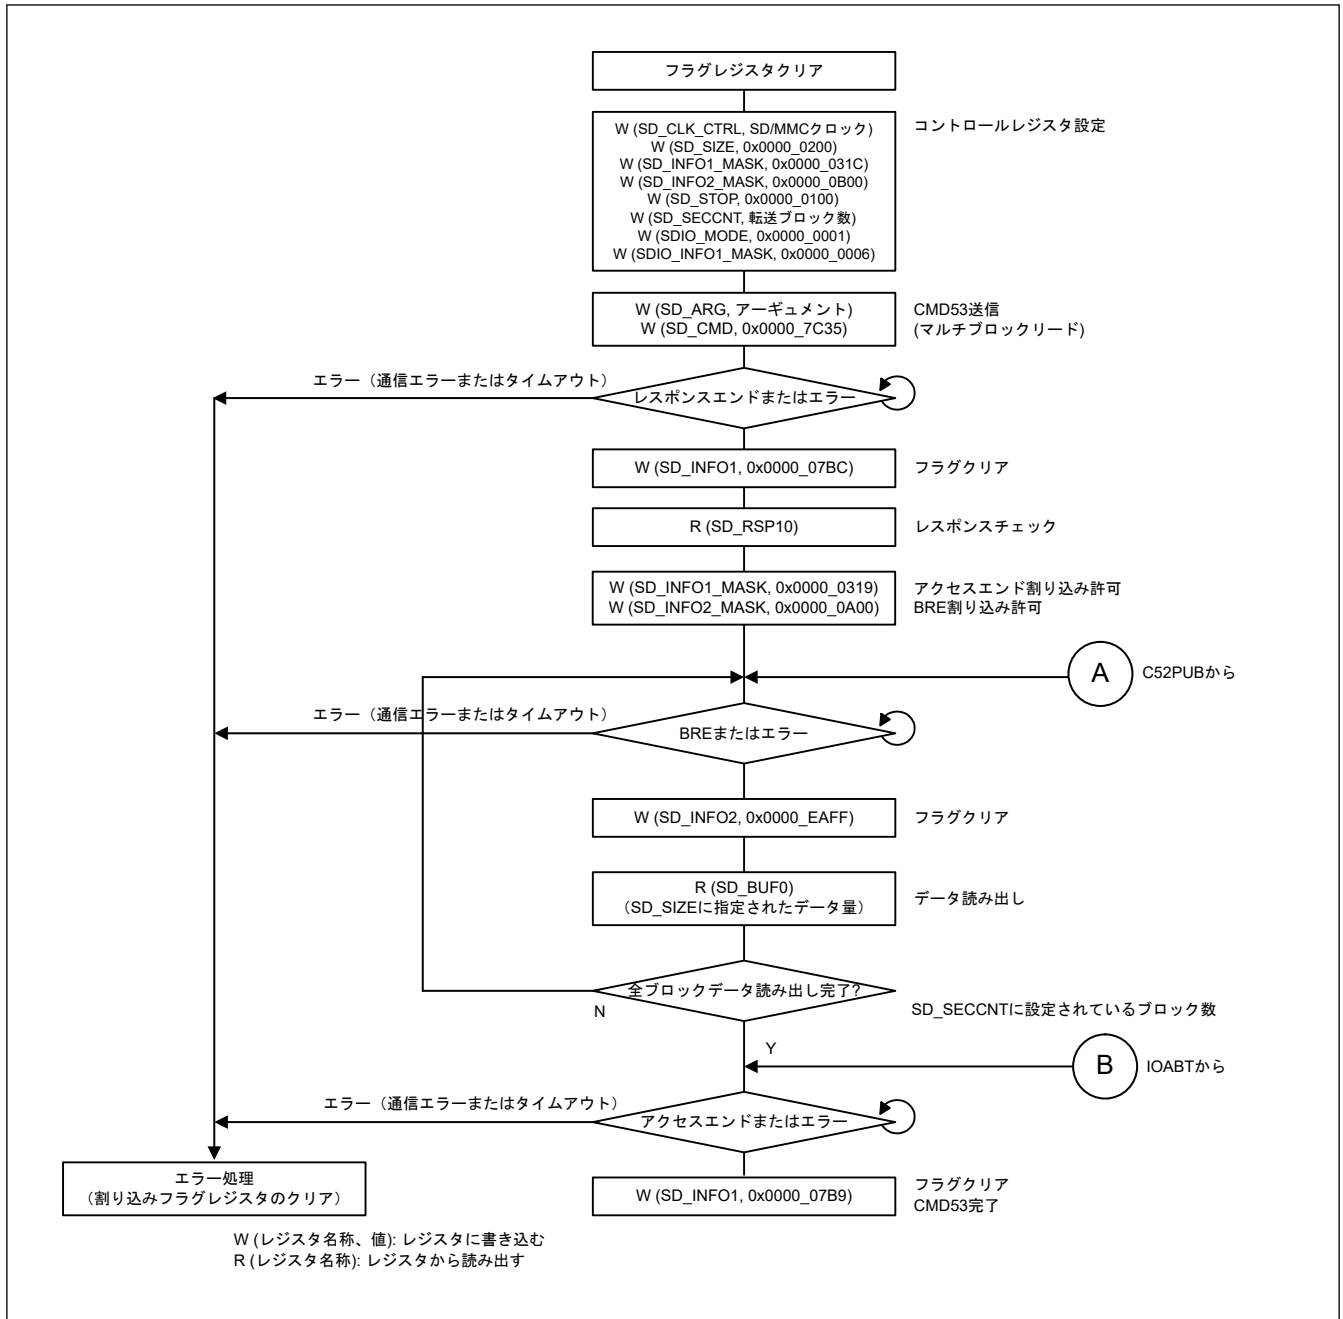 フラグレジスタクリア
W (SD_CLK_CTRL, SD/MMCクロック)
W (SD_SIZE, 0x0000_0200)
W (SD_INFO1_MASK, 0x0000_031C)
W (SD_INFO2_MASK, 0x0000_0B00)
W (SD_STOP, 0x0000_0100)
W (SD_SECCNT, 転送ブロック数)
W (SDIO_MODE, 0x0000_0001)
W (SDIO_INFO1_MASK, 0x0000_0006)
コントロールレジスタ設定
W (SD_ARG, アーギュメント)
W (SD_CMD, 0x0000_7C35)
CMD53送信
(マルチブロックリード)
エラー（通信エラーまたはタイムアウト）
レスポンスエンドまたはエラー
W (SD_INFO1, 0x0000_07BC)
フラグクリア
R (SD_RSP10)
レスポンスチェック
W (SD_INFO1_MASK, 0x0000_0319)
W (SD_INFO2_MASK, 0x0000_0A00)
アクセスエンド割り込み許可
BRE割り込み許可
A
C52PUBから
エラー（通信エラーまたはタイムアウト）
BREまたはエラー
W (SD_INFO2, 0x0000_EAFF)
フラグクリア
R (SD_BUF0)
（SD_SIZEに指定されたデータ量）
データ読み出し
全ブロックデータ読み出し完了?
N
SD_SECCNTに設定されているブロック数
Y
B
IOABTから
エラー（通信エラーまたはタイムアウト）
アクセスエンドまたはエラー
エラー処理
（割り込みフラグレジスタのクリア）
W (SD_INFO1, 0x0000_07B9)
フラグクリア
CMD53完了
W (レジスタ名称、値): レジスタに書き込む
R (レジスタ名称): レジスタから読み出す